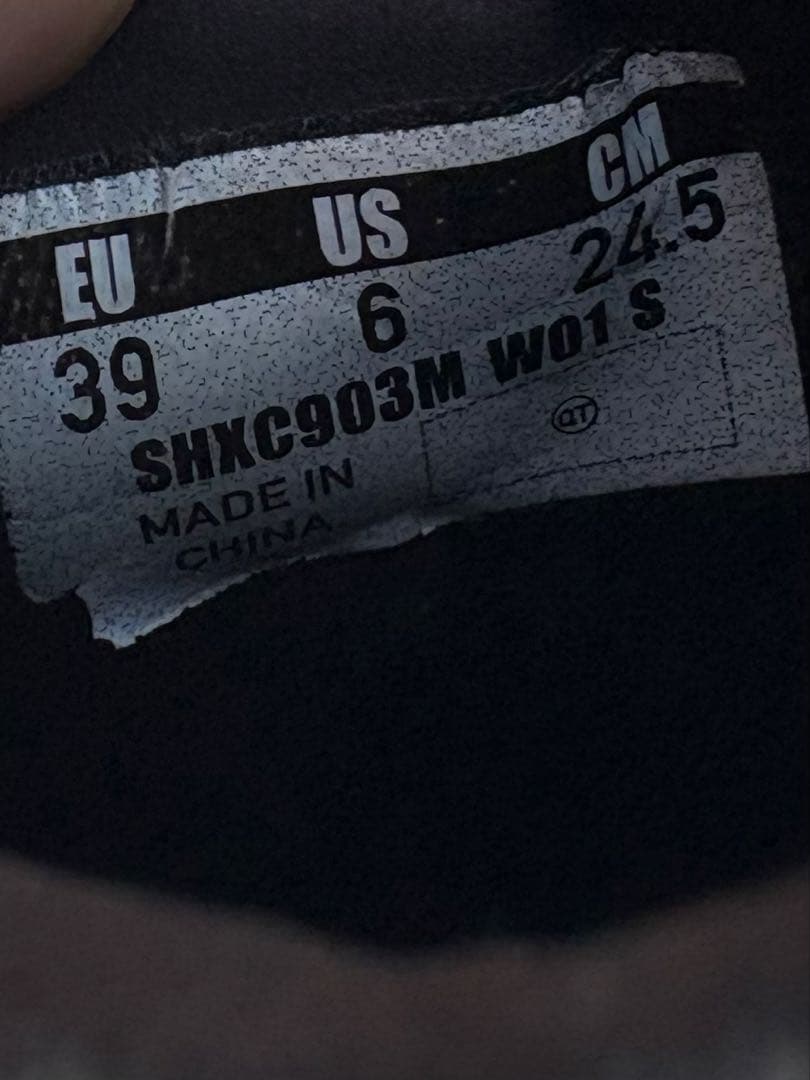 EU US CM
39 6 24.5
SHXC903M W01 S
MADE IN
CHINA
QT